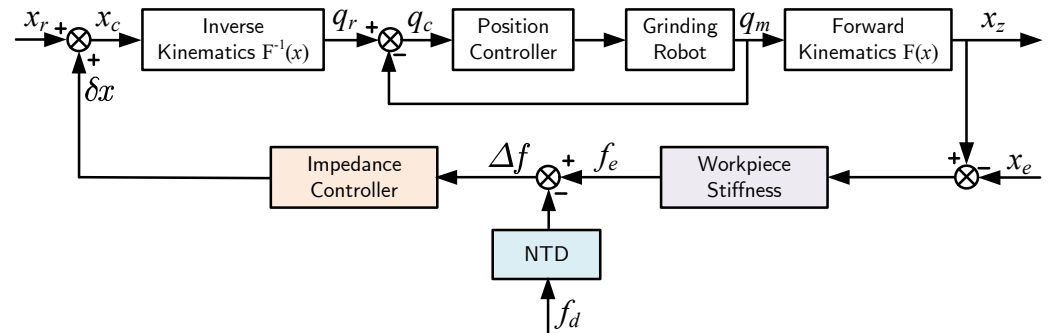 x_r + x_c Inverse Kinematics F⁻¹(x) q_r + q_c Position Controller Grinding Robot q_m Forward Kinematics F(x) x_z
+ −
δx
Impedance Controller Δf + f_e Workpiece Stiffness + − x_e
−
NTD
f_d